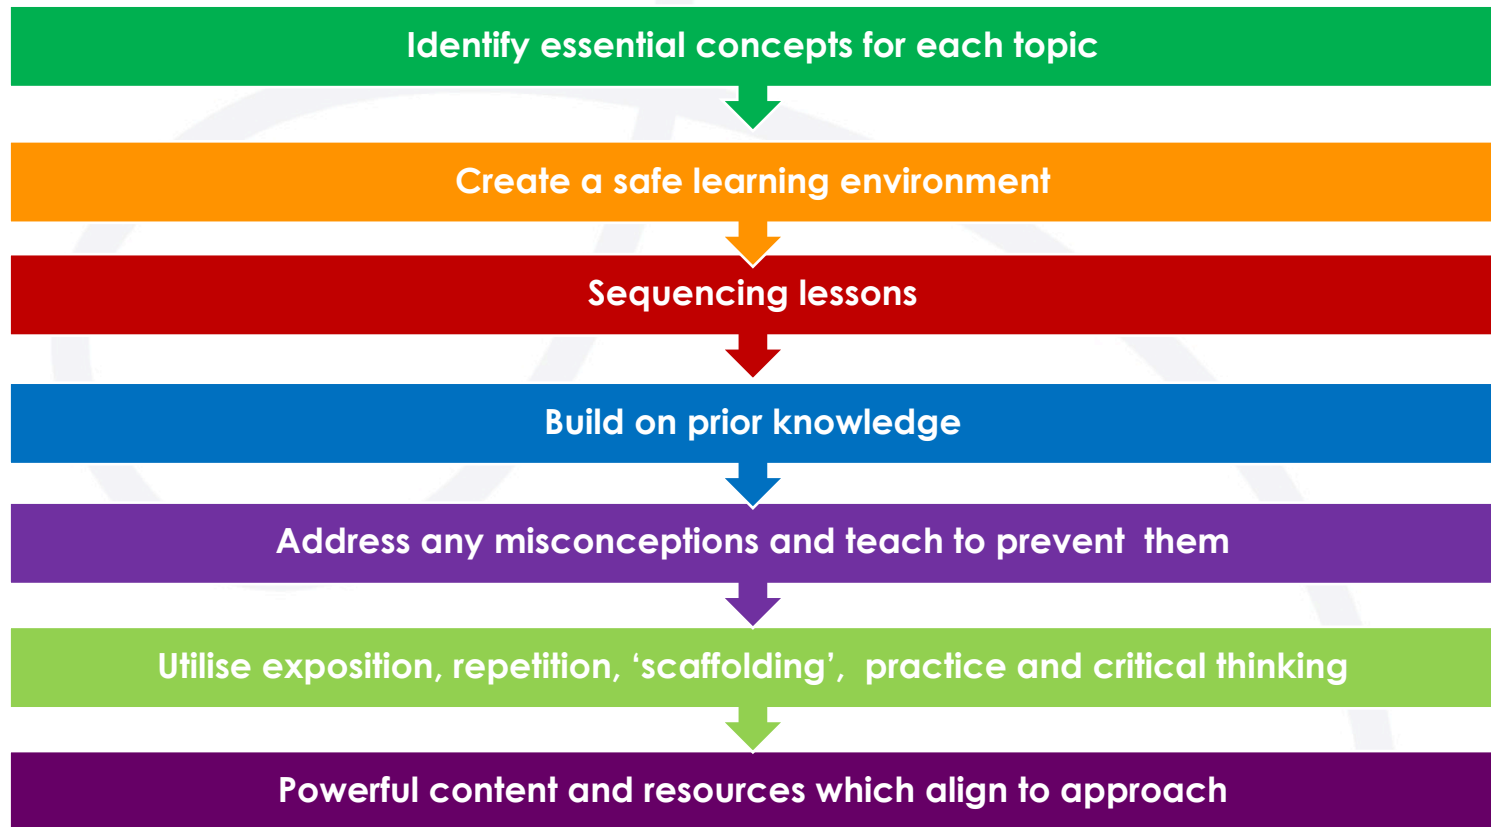 Identify essential concepts for each topic
Create a safe learning environment
Sequencing lessons
Build on prior knowledge
Address any misconceptions and teach to prevent  them
Utilise exposition, repetition, ‘scaffolding’,  practice and critical thinking
Powerful content and resources which align to approach